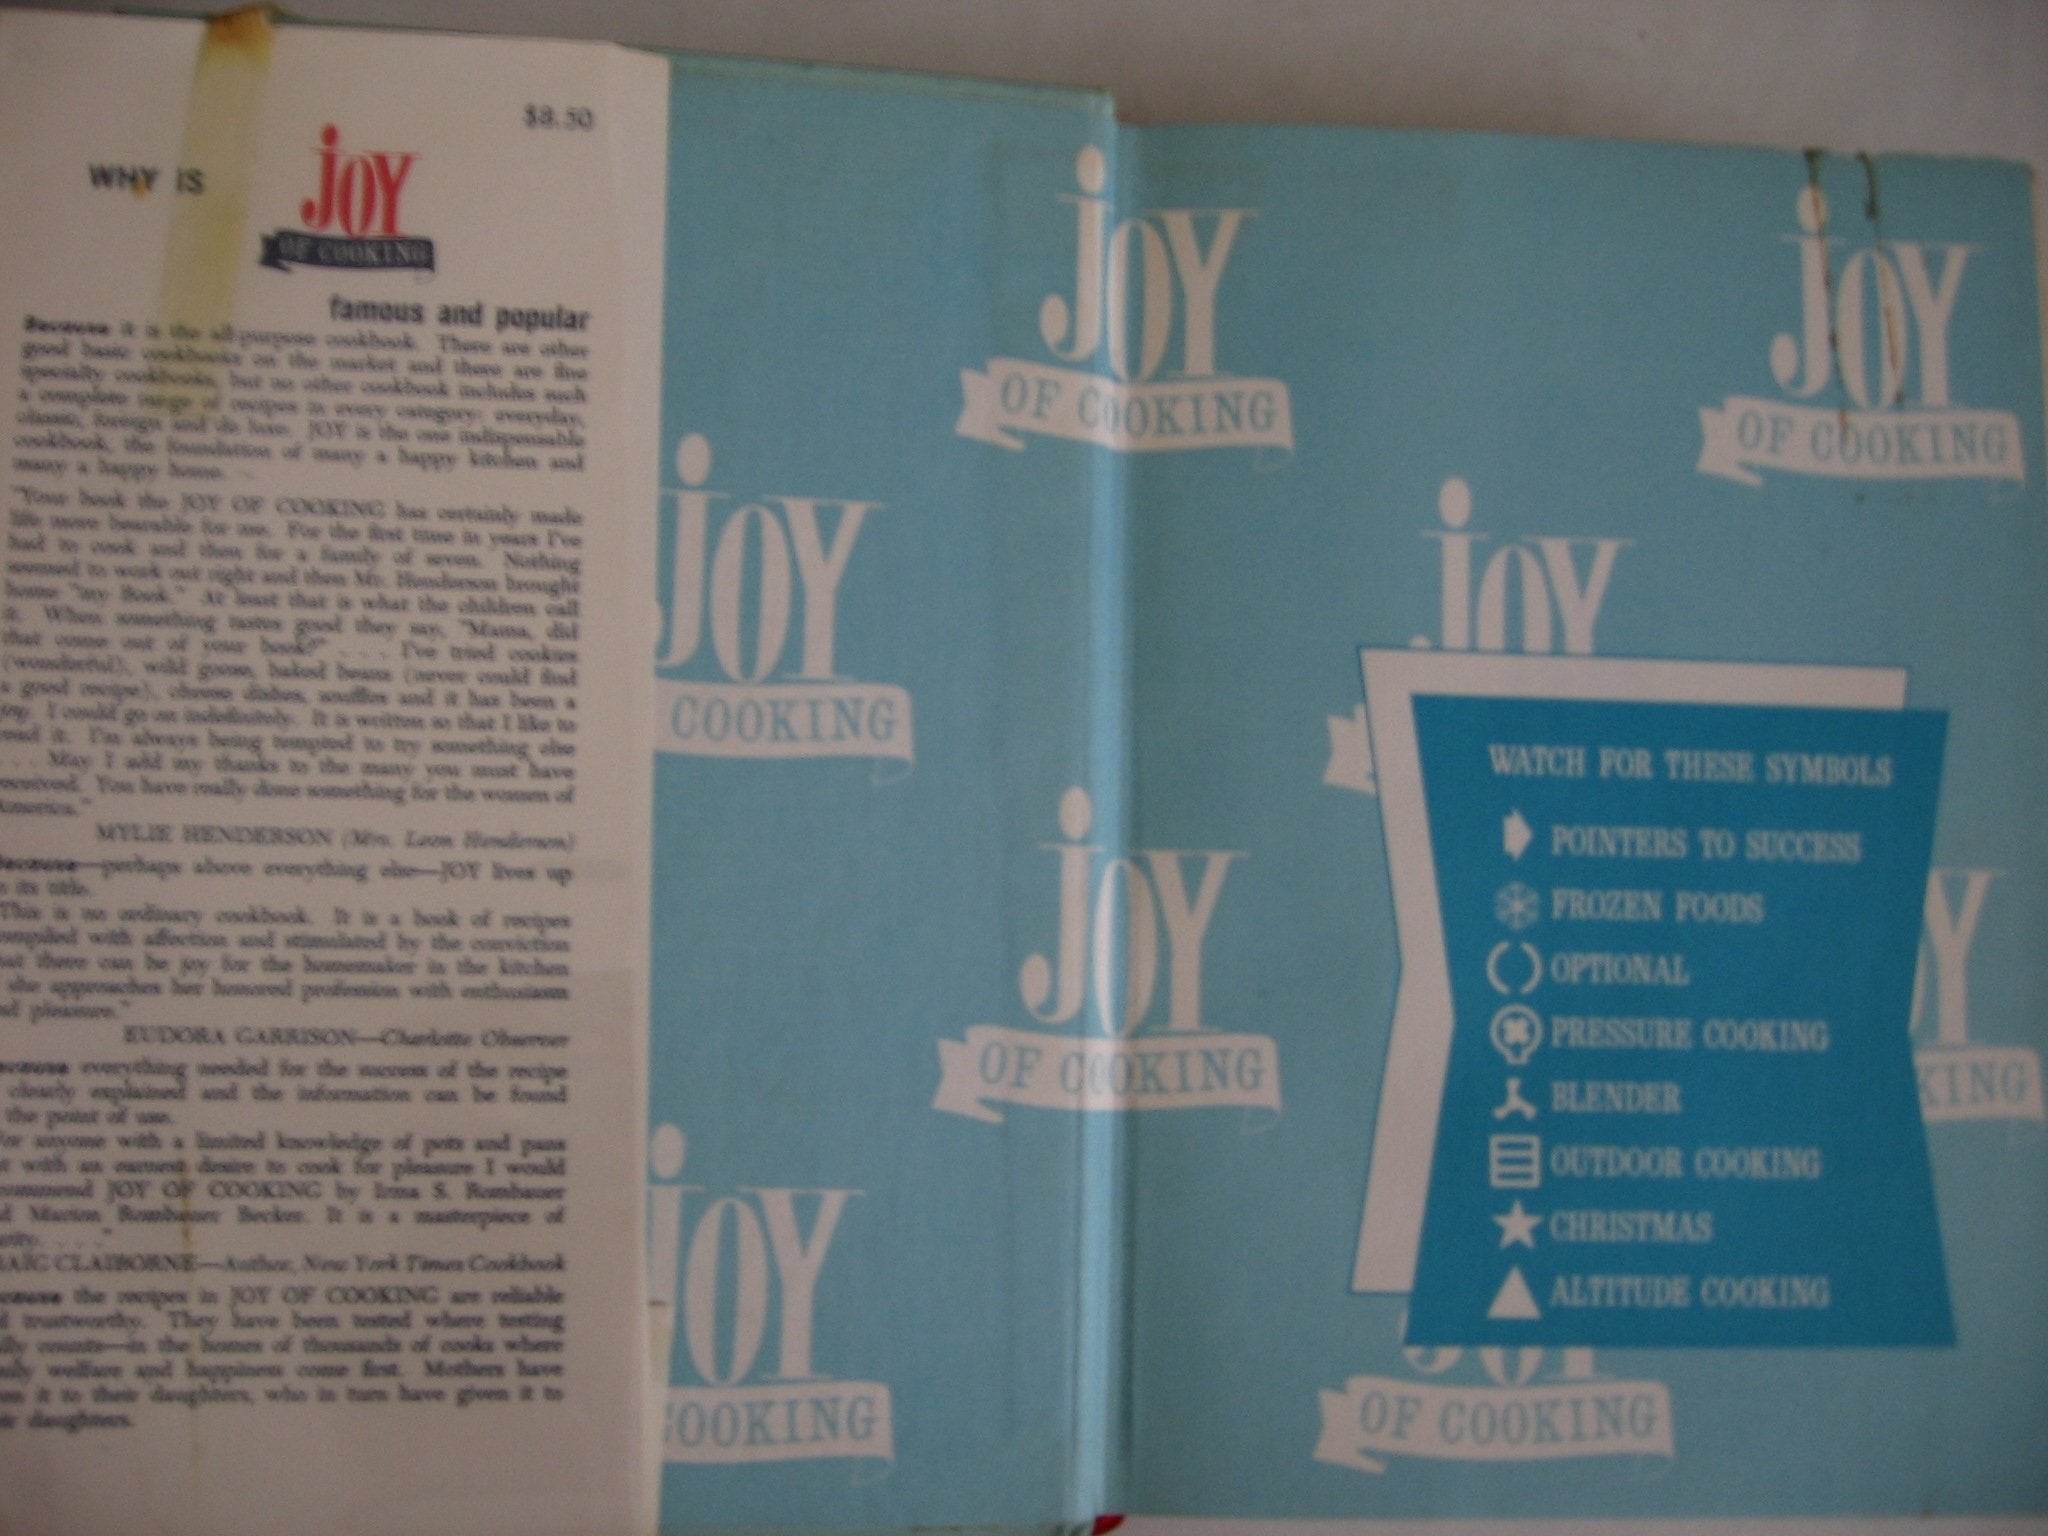 $8.50
WHY IS
JOY
OF COOKING
famous and popular
Because it is the all-purpose cookbook. There are other
good basic cookbooks on the market and there are fine
specialty cookbooks, but no other cookbook includes such
a complete range of recipes in every category: everyday,
classic, foreign and de luxe. JOY is the one indispensable
cookbook, the foundation of many a happy kitchen and
many a happy home.
"Your book the JOY OF COOKING has certainly made
life more bearable for me. For the first time in years I've
had to cook and then for a family of seven. Nothing
seemed to work out right and then Mr. Henderson brought
home "my Book." At least that is what the children call
it. When something tastes good they say, "Mama, did
that come out of your book?" . . . I've tried cookies
(wonderful), wild goose, baked beans (never could find
a good recipe), cheese dishes, soufflés and it has been a
joy. I could go on indefinitely. It is written so that I like to
read it. I'm always being tempted to try something else
. . . May I add my thanks to the many you must have
received. You have really done something for the women of
America."
MYLIE HENDERSON (Mrs. Leon Henderson)
Because—perhaps above everything else—JOY lives up
its title.
This is no ordinary cookbook. It is a book of recipes
compiled with affection and stimulated by the conviction
that there can be joy for the homemaker in the kitchen
she approaches her honored profession with enthusiasm
and pleasure."
EUDORA GARRISON—Charlotte Observer
Because everything needed for the success of the recipe
clearly explained and the information can be found
the point of use.
For anyone with a limited knowledge of pots and pans
with an earnest desire to cook for pleasure I would
recommend JOY OF COOKING by Irma S. Rombauer
and Marion Rombauer Becker. It is a masterpiece of
. . . ."
CRAIG CLAIBORNE—Author, New York Times Cookbook
Because the recipes in JOY OF COOKING are reliable
and trustworthy. They have been tested where testing
really counts—in the homes of thousands of cooks where
family welfare and happiness come first. Mothers have
given it to their daughters, who in turn have given it to
their daughters.
JOY
OF COOKING
JOY
OF COOKING
JOY
COOKING
JOY
JOY
OF COOKING
JOY
COOKING
OY
KING
JOY
OF COOKING
WATCH FOR THESE SYMBOLS
POINTERS TO SUCCESS
FROZEN FOODS
OPTIONAL
PRESSURE COOKING
BLENDER
OUTDOOR COOKING
CHRISTMAS
ALTITUDE COOKING